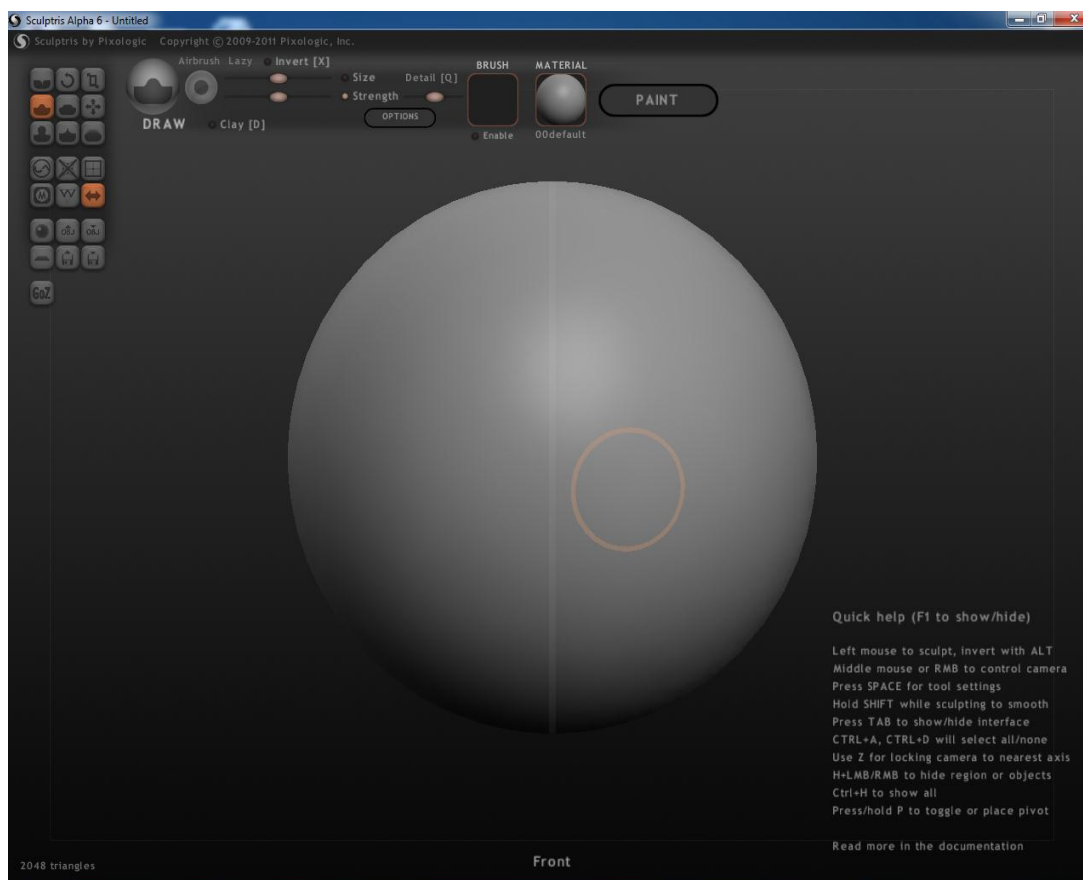 Sculptris Alpha 6 - Untitled
Sculptris by Pixologic Copyright © 2009-2011 Pixologic, Inc.
Airbrush Lazy Invert [X]
Size Detail [Q]
Strength
OPTIONS
DRAW Clay [D]
BRUSH
Enable
MATERIAL
00default
PAINT
OBJ OBJ
GoZ
Quick help (F1 to show/hide)
Left mouse to sculpt, invert with ALT
Middle mouse or RMB to control camera
Press SPACE for tool settings
Hold SHIFT while sculpting to smooth
Press TAB to show/hide interface
CTRL+A, CTRL+D will select all/none
Use Z for locking camera to nearest axis
H+LMB/RMB to hide region or objects
Ctrl+H to show all
Press/hold P to toggle or place pivot
Read more in the documentation
2048 triangles
Front